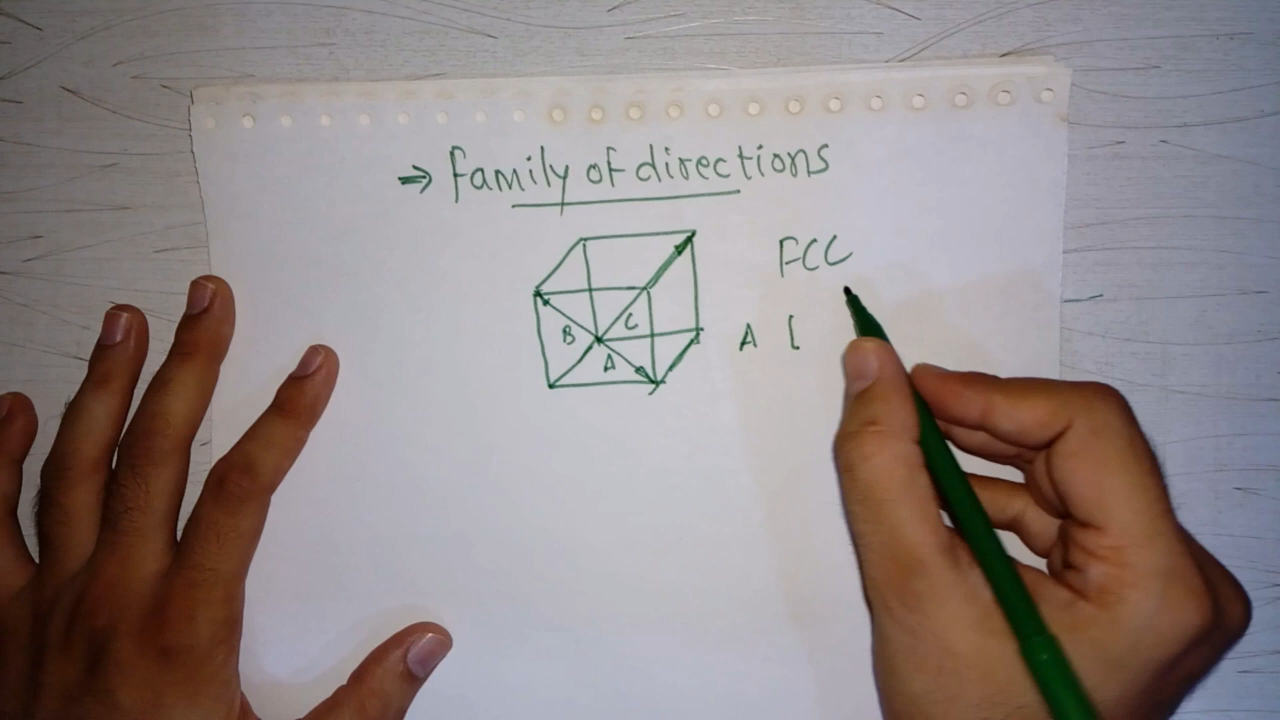 ⇒ family of directions
FCC
B C
A [
A